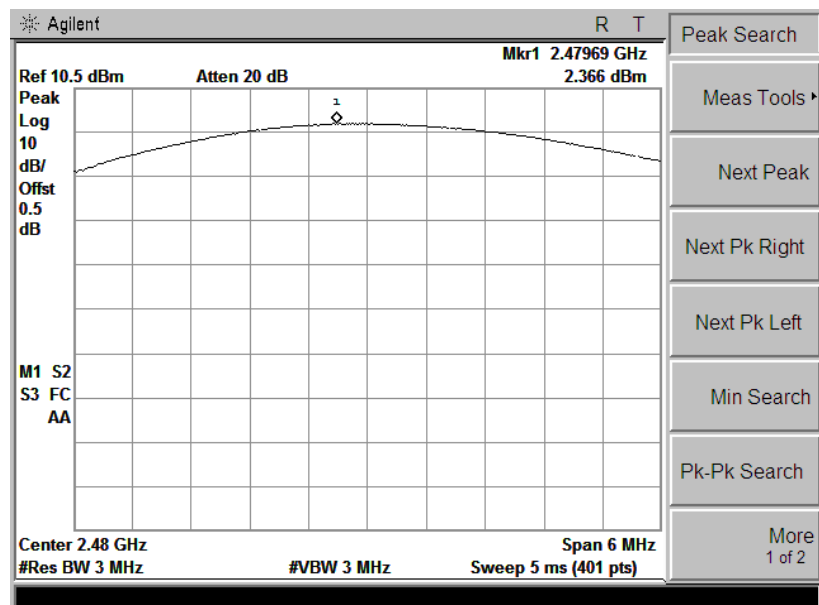 Agilent R T
Mkr1 2.47969 GHz
Ref 10.5 dBm Atten 20 dB 2.366 dBm
Peak
Log
10
dB/
Offst
0.5
dB
1
M1 S2
S3 FC
AA
Center 2.48 GHz Span 6 MHz
#Res BW 3 MHz #VBW 3 MHz Sweep 5 ms (401 pts)
Peak Search
Meas Tools
Next Peak
Next Pk Right
Next Pk Left
Min Search
Pk-Pk Search
More
1 of 2